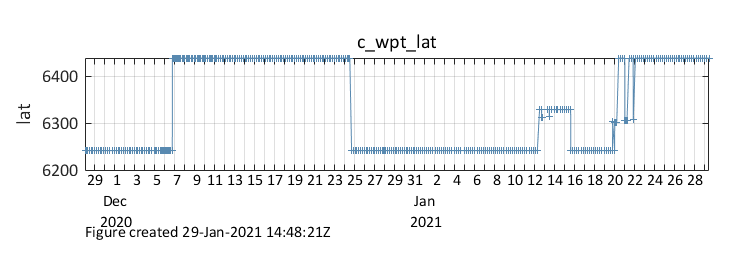 c_wpt_lat
6400
6300
6200
lat
29 1 3 5 7 9 11 13 15 17 19 21 23 25 27 29 31 2 4 6 8 10 12 14 16 18 20 22 24 26 28
Dec Jan
2020 2021
Figure created 29-Jan-2021 14:48:21Z